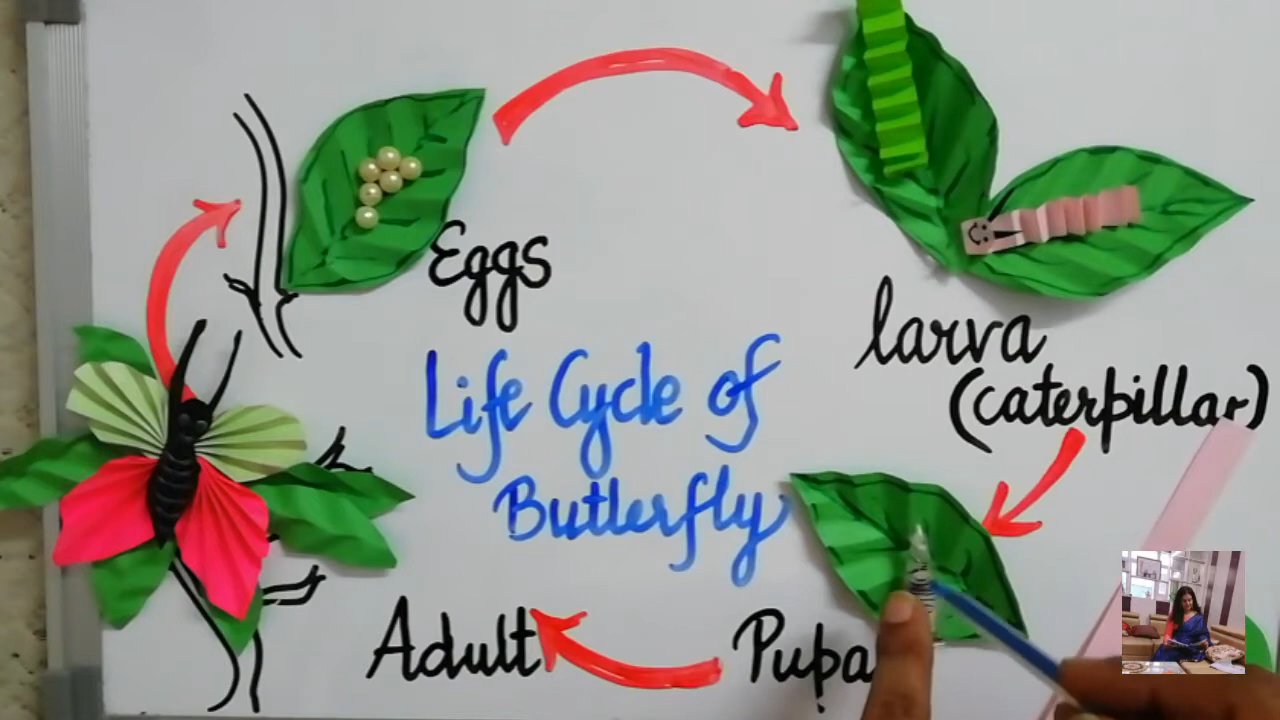 Eggs
larva
(caterpillar)
Life Cycle of
Butterfly
Adult
Pupa